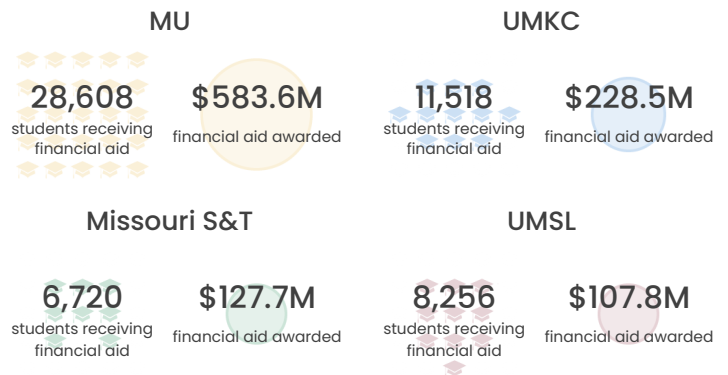 MU
28,608
students receiving
financial aid
$583.6M
financial aid awarded
UMKC
11,518
students receiving
financial aid
$228.5M
financial aid awarded
Missouri S&T
6,720
students receiving
financial aid
$127.7M
financial aid awarded
UMSL
8,256
students receiving
financial aid
$107.8M
financial aid awarded